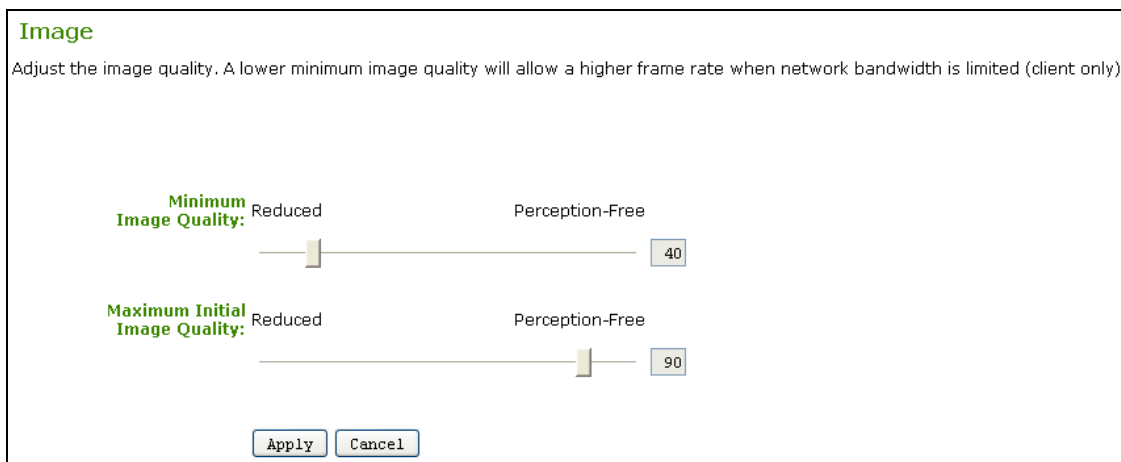 Image
Adjust the image quality. A lower minimum image quality will allow a higher frame rate when network bandwidth is limited (client only)
Minimum
Image Quality:
Reduced Perception-Free
40
Maximum Initial
Image Quality:
Reduced Perception-Free
90
Apply Cancel